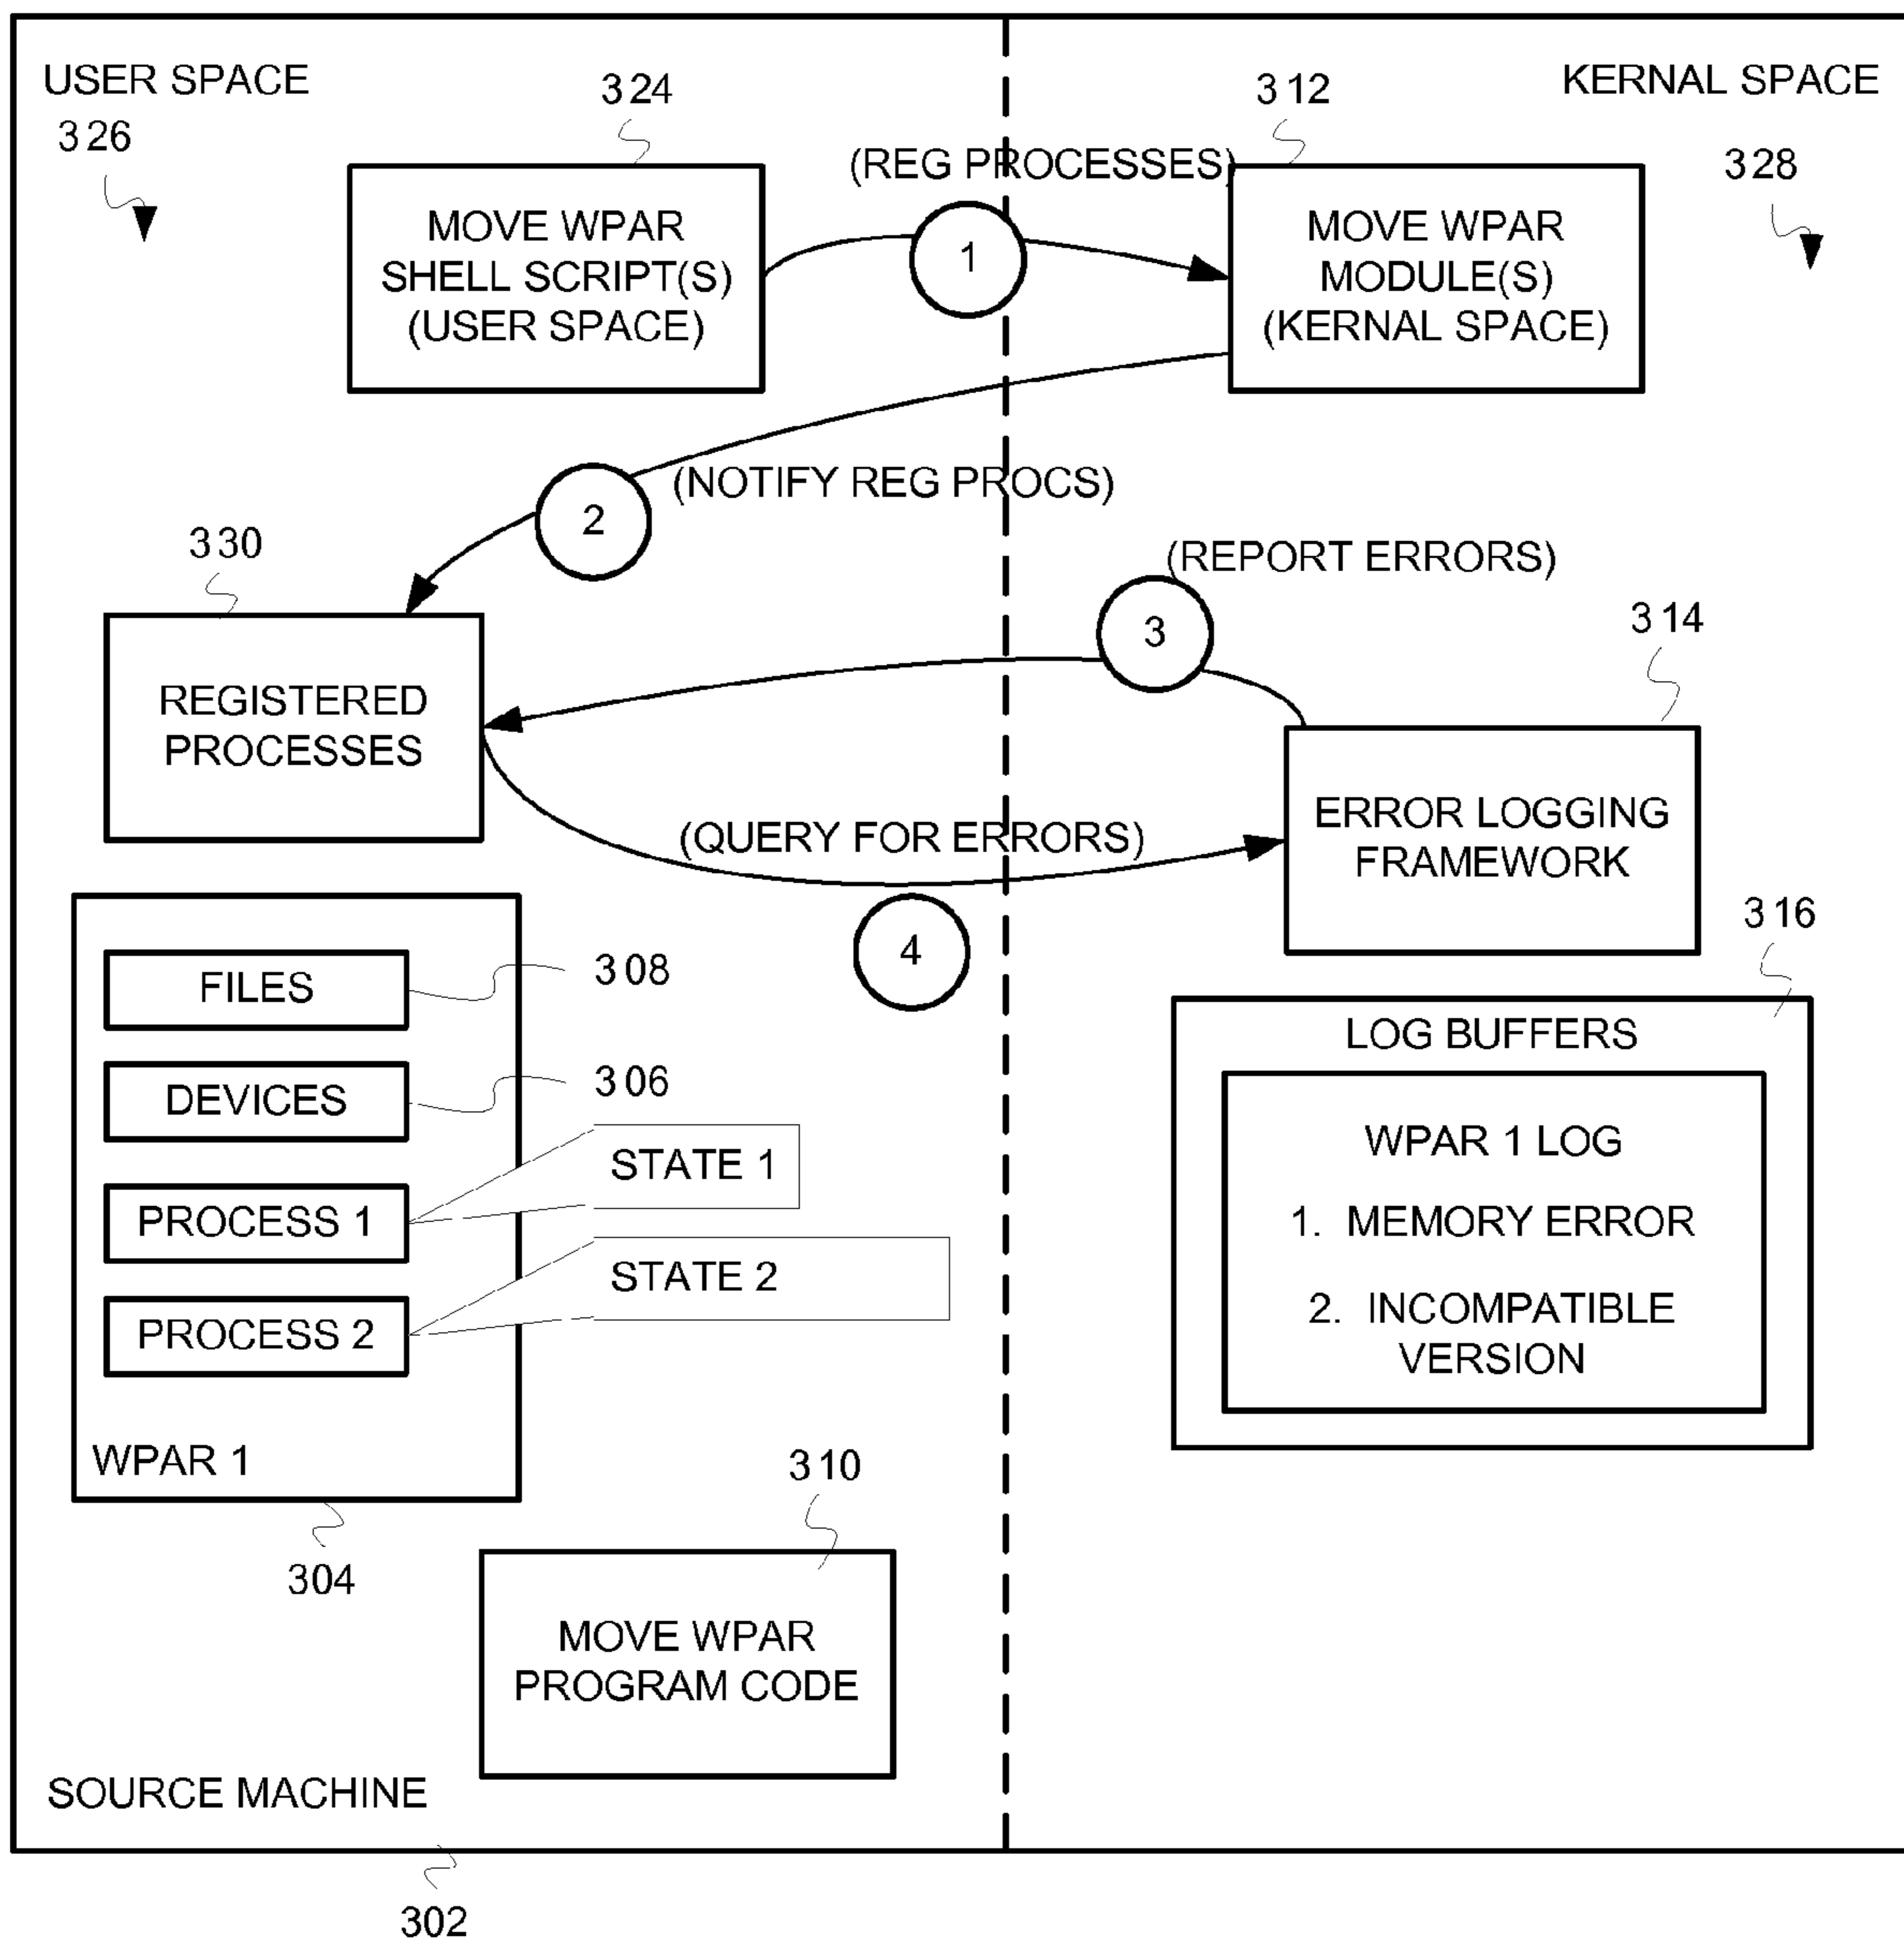 USER SPACE
KERNAL SPACE
326
324
312
328
(REG PROCESSES)
MOVE WPAR
SHELL SCRIPT(S)
(USER SPACE)
1
MOVE WPAR
MODULE(S)
(KERNAL SPACE)
(NOTIFY REG PROCS)
2
330
(REPORT ERRORS)
3
314
REGISTERED
PROCESSES
(QUERY FOR ERRORS)
4
ERROR LOGGING
FRAMEWORK
316
FILES
308
DEVICES
306
PROCESS 1
STATE 1
PROCESS 2
STATE 2
WPAR 1
304
LOG BUFFERS
WPAR 1 LOG
1. MEMORY ERROR
2. INCOMPATIBLE
VERSION
310
MOVE WPAR
PROGRAM CODE
SOURCE MACHINE
302